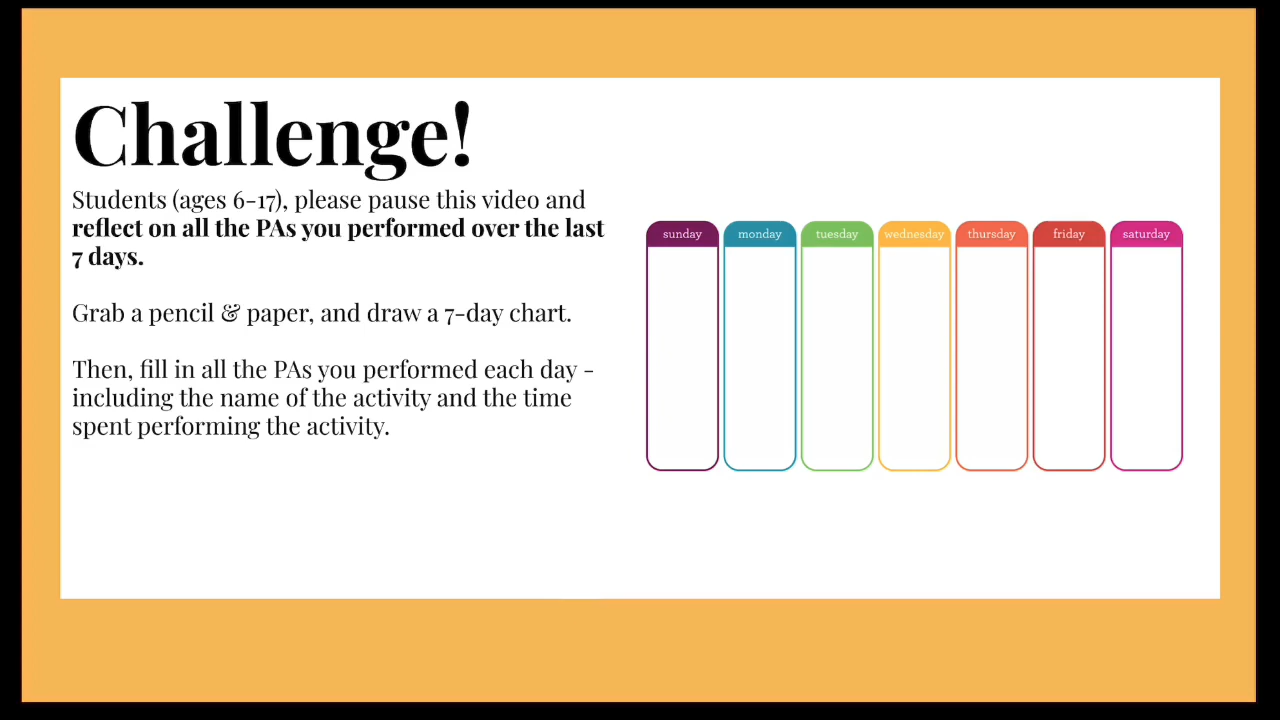 Challenge!
Students (ages 6-17), please pause this video and
reflect on all the PAs you performed over the last
7 days.
Grab a pencil & paper, and draw a 7-day chart.
Then, fill in all the PAs you performed each day -
including the name of the activity and the time
spent performing the activity.
sunday monday tuesday wednesday thursday friday saturday